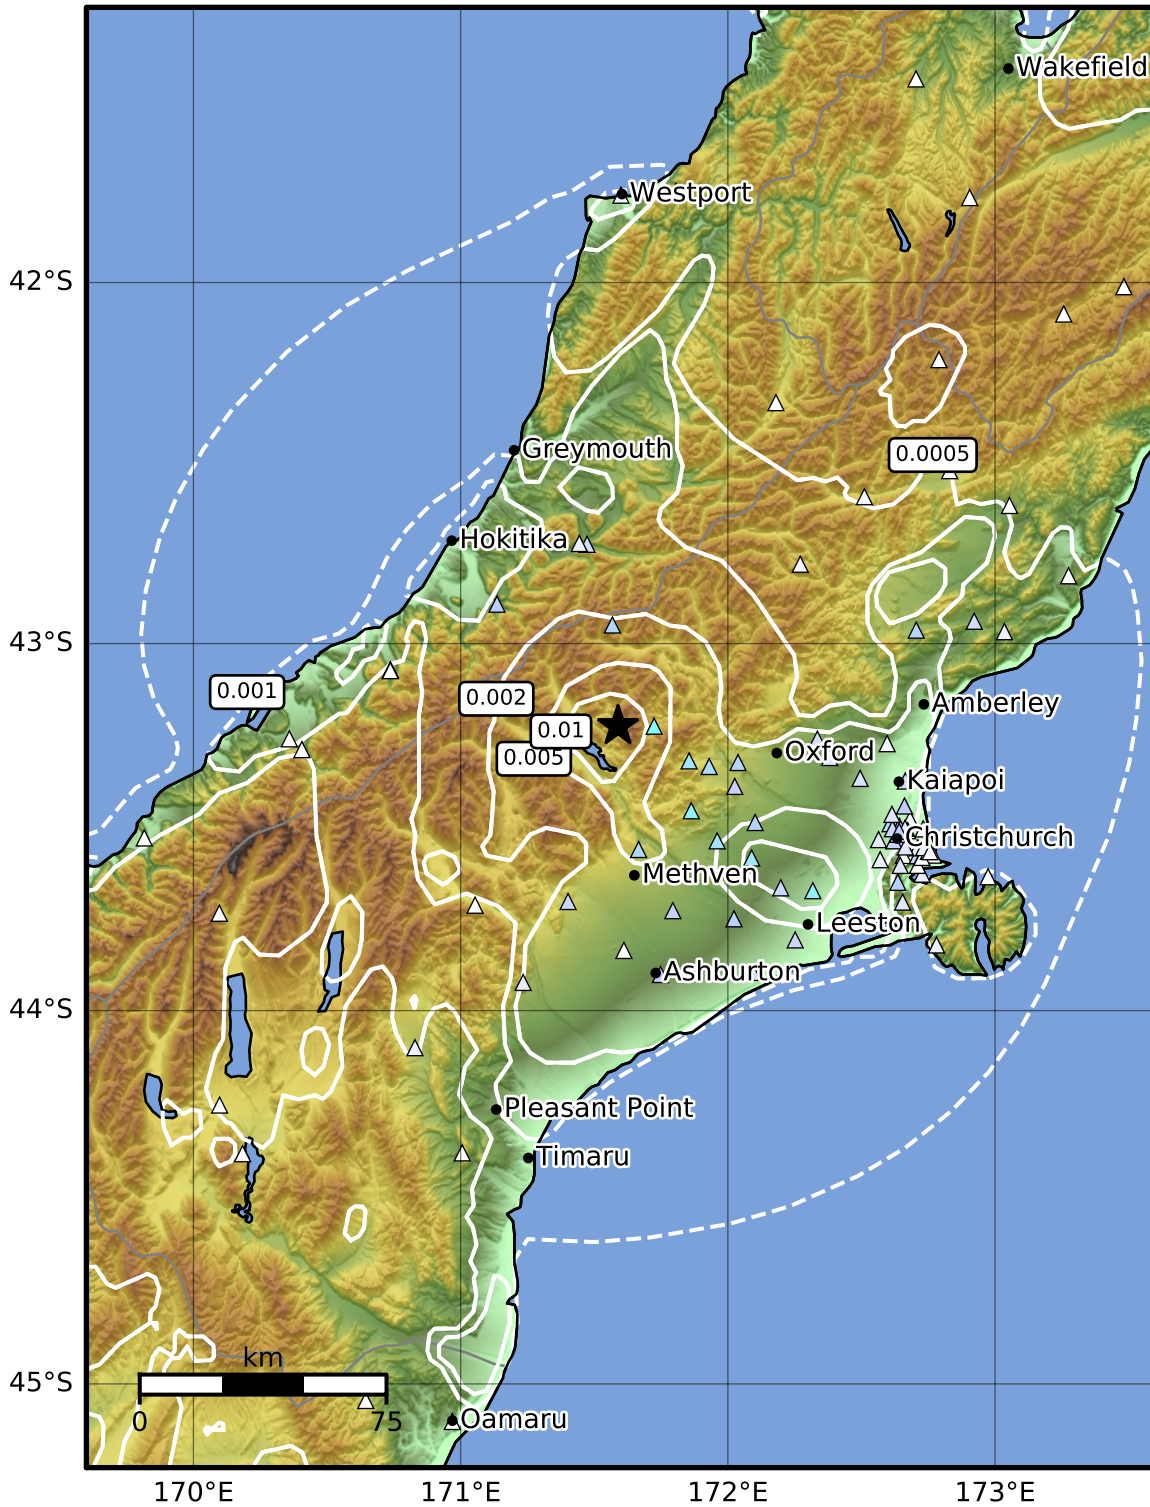 Wakefield
Westport
42°S
Greymouth
0.0005
Hokitika
43°S
0.001
0.002
Amberley
0.01
0.005
Oxford
Kaiapoi
Christchurch
Methven
Leeston
Ashburton
44°S
Pleasant Point
Timaru
km
45°S
0
75
Oamaru
170°E
171°E
172°E
173°E